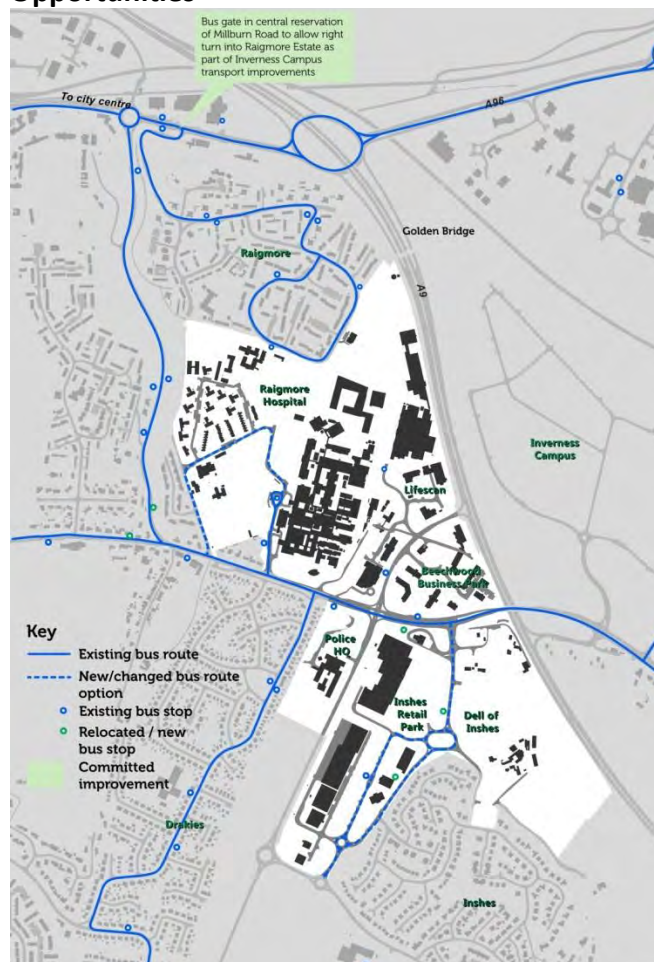 Opportunities
Bus gate in central reservation
of Millburn Road to allow right
turn into Raigmore Estate as
part of Inverness Campus
transport improvements
To city centre
A96
Golden Bridge
Raigmore
A9
Raigmore
Hospital
Inverness
Campus
Lifescan
Beechwood
Business Park
Key
Existing bus route
New/changed bus route
option
Existing bus stop
Relocated / new
bus stop
Committed
improvement
Police
HQ
Inshes
Retail
Park
Dell of
Inshes
Drakies
Inshes